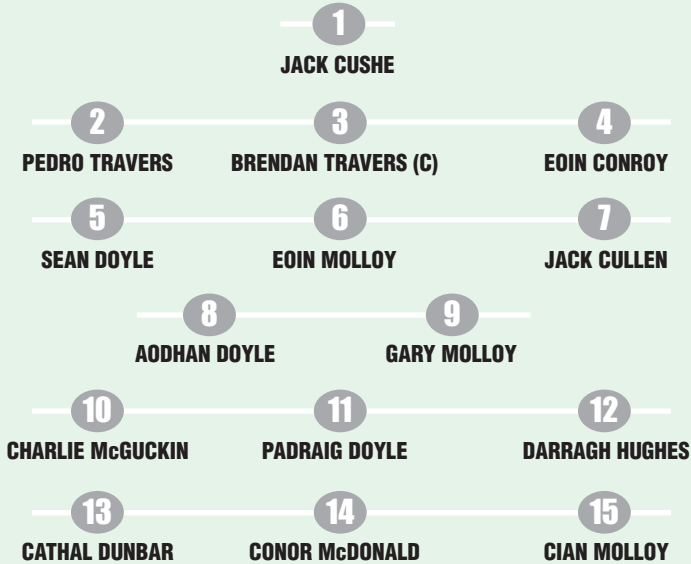 1
JACK CUSHE
2 3 4
PEDRO TRAVERS BRENDAN TRAVERS (C) EOIN CONROY
5 6 7
SEAN DOYLE EOIN MOLLOY JACK CULLEN
8 9
AODHAN DOYLE GARY MOLLOY
10 11 12
CHARLIE McGUCKIN PADRAIG DOYLE DARRAGH HUGHES
13 14 15
CATHAL DUNBAR CONOR McDONALD CIAN MOLLOY